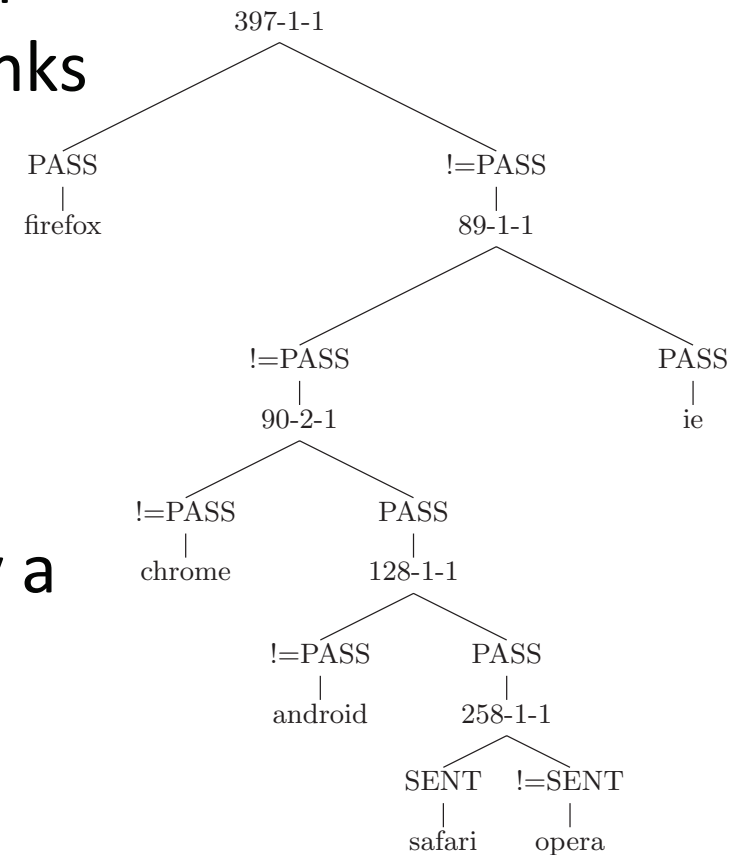 397-1-1
nks
PASS !=PASS
firefox 89-1-1
!=PASS PASS
90-2-1 ie
!=PASS PASS
chrome 128-1-1
a
!=PASS PASS
android 258-1-1
SENT !=SENT
safari opera